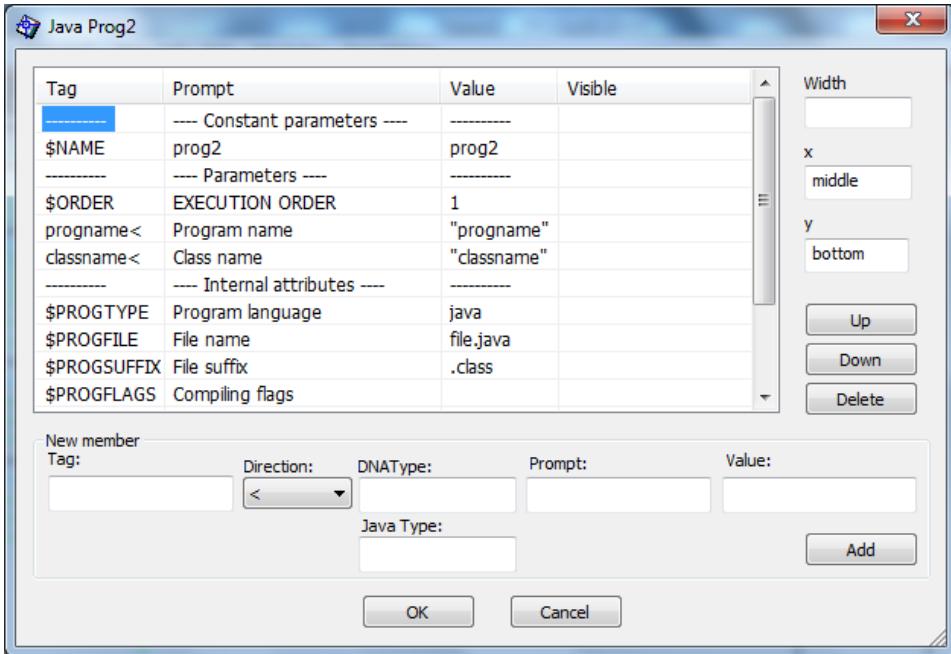 Java Prog2
Tag Prompt Value Visible
---------- ---- Constant parameters ---- ----------
$NAME prog2 prog2
---------- ---- Parameters ---- ----------
$ORDER EXECUTION ORDER 1
progname< Program name "progname"
classname< Class name "classname"
---------- ---- Internal attributes ---- ----------
$PROGTYPE Program language java
$PROGFILE File name file.java
$PROGSUFFIX File suffix .class
$PROGFLAGS Compiling flags
Width
x
middle
y
bottom
Up
Down
Delete
New member
Tag: Direction: DNAType: Prompt: Value:
<
Java Type:
Add
OK Cancel